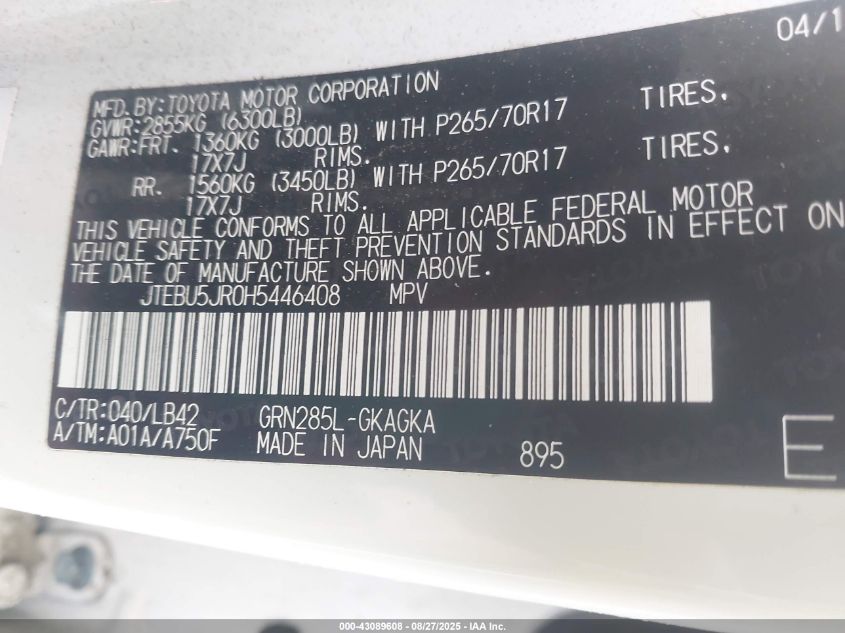 04/1
MFD. BY: TOYOTA MOTOR CORPORATION
GVWR: 2855KG (6300LB)
GAWR: FRT. 1360KG (3000LB) WITH P265/70R17 TIRES,
17X7J RIMS.
RR. 1560KG (3450LB) WITH P265/70R17 TIRES,
17X7J RIMS.
THIS VEHICLE CONFORMS TO ALL APPLICABLE FEDERAL MOTOR
VEHICLE SAFETY AND THEFT PREVENTION STANDARDS IN EFFECT ON
THE DATE OF MANUFACTURE SHOWN ABOVE.
JTEBU5JR0H5446408 MPV
C/TR: 040/LB42 GRN285L-GKAGKA
A/TM: A01A/A750F MADE IN JAPAN 895
E
000-43089608 - 08/27/2025 - IAA Inc.